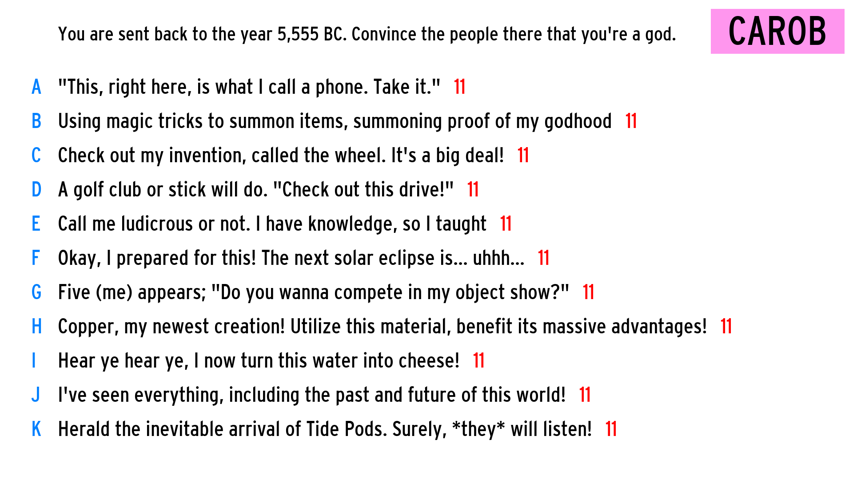 You are sent back to the year 5,555 BC. Convince the people there that you're a god.
CAROB
A "This, right here, is what I call a phone. Take it." 11
B Using magic tricks to summon items, summoning proof of my godhood 11
C Check out my invention, called the wheel. It's a big deal! 11
D A golf club or stick will do. "Check out this drive!" 11
E Call me ludicrous or not. I have knowledge, so I taught 11
F Okay, I prepared for this! The next solar eclipse is... uhhh... 11
G Five (me) appears; "Do you wanna compete in my object show?" 11
H Copper, my newest creation! Utilize this material, benefit its massive advantages! 11
I Hear ye hear ye, I now turn this water into cheese! 11
J I've seen everything, including the past and future of this world! 11
K Herald the inevitable arrival of Tide Pods. Surely, *they* will listen! 11